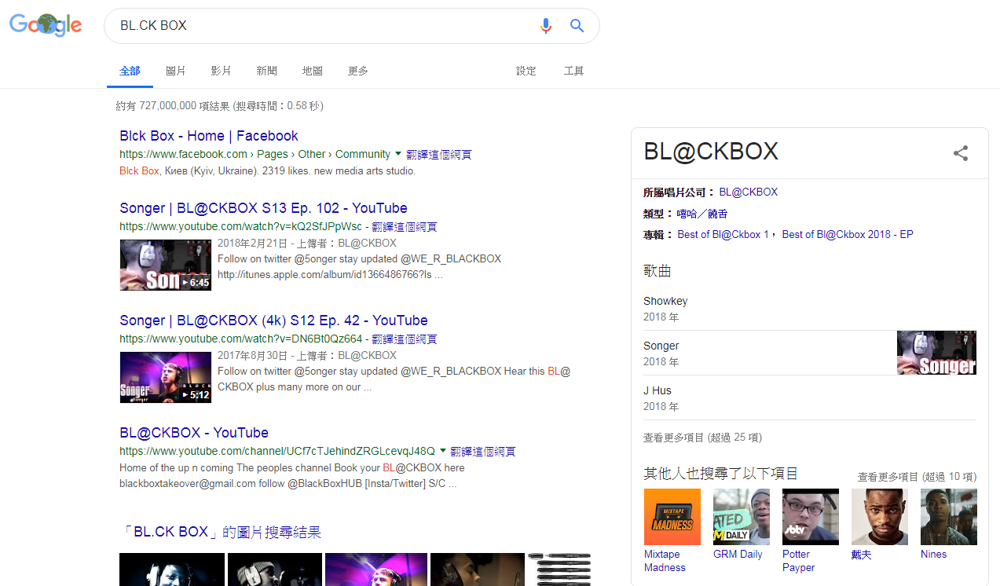 Google
BL.CK BOX
全部 圖片 影片 新聞 地圖 更多 設定 工具
約有 727,000,000 項結果 (搜尋時間：0.58 秒)
Blck Box - Home | Facebook
https://www.facebook.com › Pages › Other › Community ▼ 翻譯這個網頁
Blck Box, Киев (Kyiv, Ukraine). 2319 likes. new media arts studio.
Songer | BL@CKBOX S13 Ep. 102 - YouTube
https://www.youtube.com/watch?v=kQ2SfJPpWsc - 翻譯這個網頁
2018年2月21日 - 上傳者：BL@CKBOX
Follow on twitter @5onger stay updated @WE_R_BLACKBOX
http://itunes.apple.com/album/id1366486766?ls ...
Son
6:45
Songer | BL@CKBOX (4k) S12 Ep. 42 - YouTube
https://www.youtube.com/watch?v=DN6Bt0Qz664 - 翻譯這個網頁
2017年8月30日 - 上傳者：BL@CKBOX
Follow on twitter @5onger stay updated @WE_R_BLACKBOX Hear this BL@
CKBOX plus many more on our ...
Songer
5:12
BL@CKBOX - YouTube
https://www.youtube.com/channel/UCf7cTJehindZRGLcevqJ48Q ▼ 翻譯這個網頁
Home of the up n coming The peoples channel Book your BL@CKBOX here
blackboxtakeover@gmail.com follow @BlackBoxHUB [Insta/Twitter] S/C ...
「BL.CK BOX」的圖片搜尋結果
BL@CKBOX
所屬唱片公司： BL@CKBOX
類型： 嘻哈／饒舌
專輯： Best of Bl@Ckbox 1， Best of Bl@Ckbox 2018 - EP
歌曲
Showkey
2018 年
Songer
2018 年
Songer
J Hus
2018 年
查看更多項目 (超過 25 項)
其他人也搜尋了以下項目
查看更多項目 (超過 10 項)
MIXTAPE
MADNESS
RATED
GRM DAILY
sbtv
Mixtape
Madness
GRM Daily
Potter
Payper
戴夫
Nines